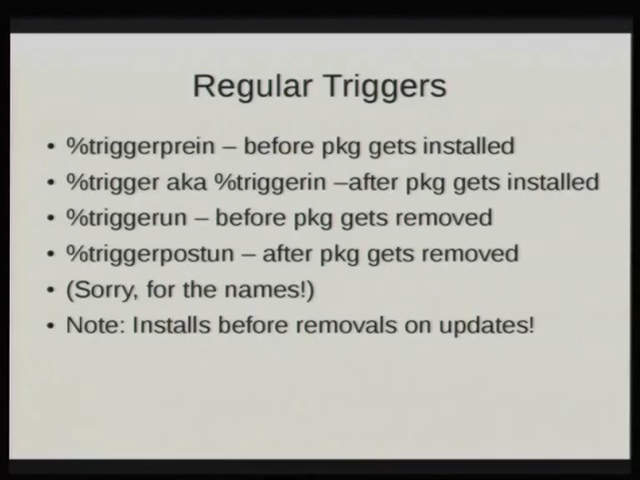 Regular Triggers
• %triggerprein – before pkg gets installed
• %trigger aka %triggerin –after pkg gets installed
• %triggerun – before pkg gets removed
• %triggerpostun – after pkg gets removed
• (Sorry, for the names!)
• Note: Installs before removals on updates!